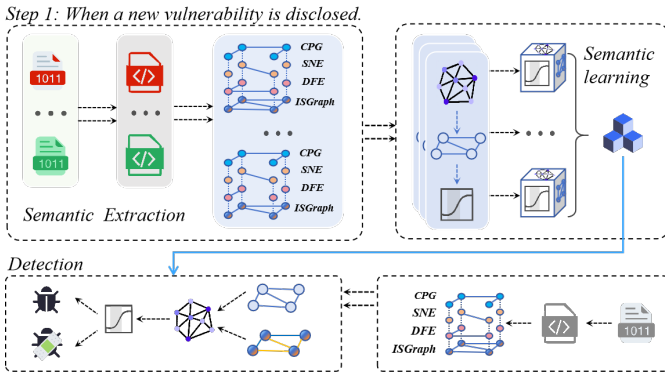 Step 1: When a new vulnerability is disclosed.
1011
1011
Semantic Extraction
CPG
SNE
DFE
ISGraph
CPG
SNE
DFE
ISGraph
Semantic
learning
Detection
CPG
SNE
DFE
ISGraph
1011